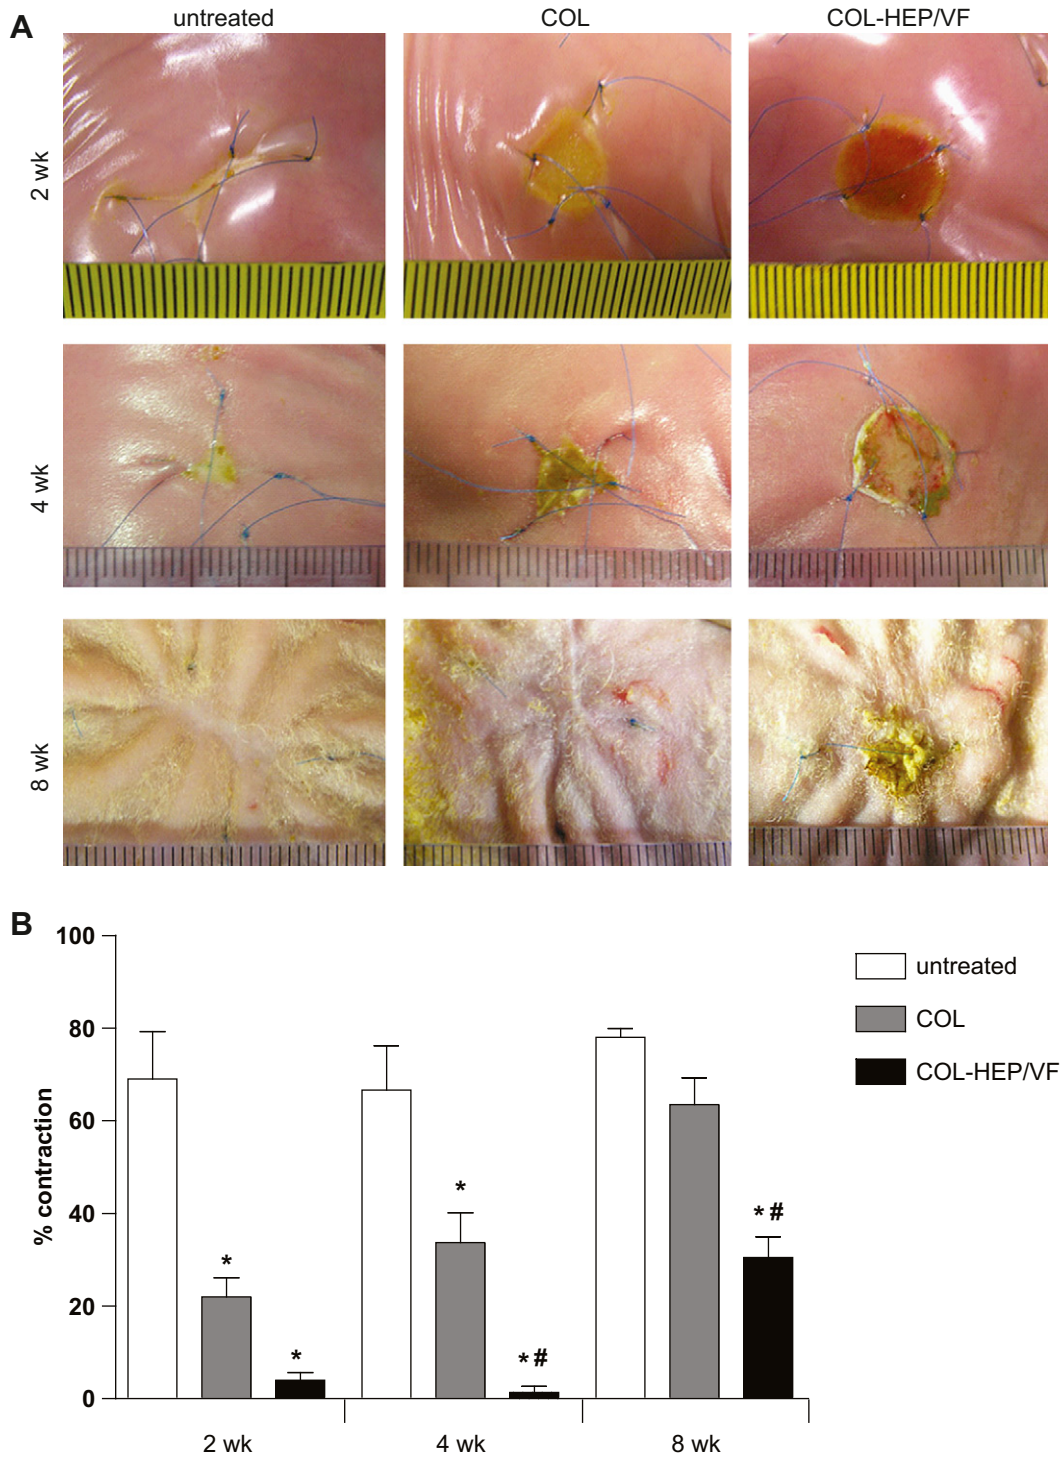 A
untreated
COL
COL-HEP/VF
2 wk
4 wk
8 wk
B
100
80
60
40
20
0
% contraction
*
*
*
* #
* #
2 wk
4 wk
8 wk
untreated
COL
COL-HEP/VF